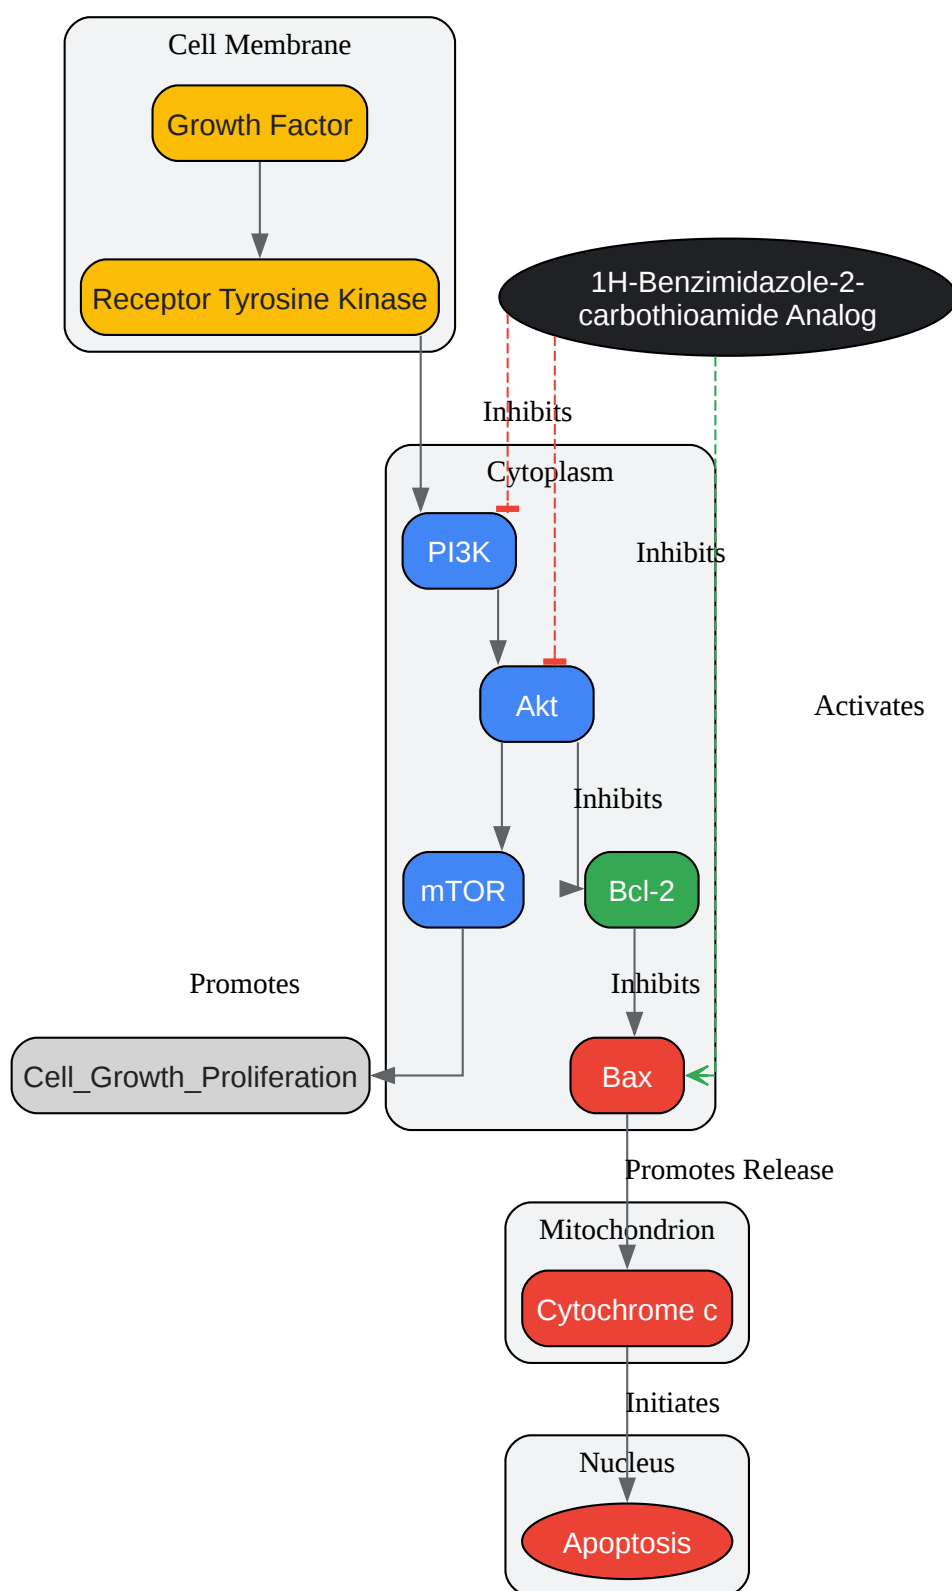 Cell Membrane
Growth Factor
Receptor Tyrosine Kinase
1H-Benzimidazole-2-
carbothioamide Analog
Inhibits
Cytoplasm
PI3K
Inhibits
Akt
Activates
Inhibits
mTOR
Bcl-2
Promotes
Inhibits
Cell_Growth_Proliferation
Bax
Promotes Release
Mitochondrion
Cytochrome c
Initiates
Nucleus
Apoptosis